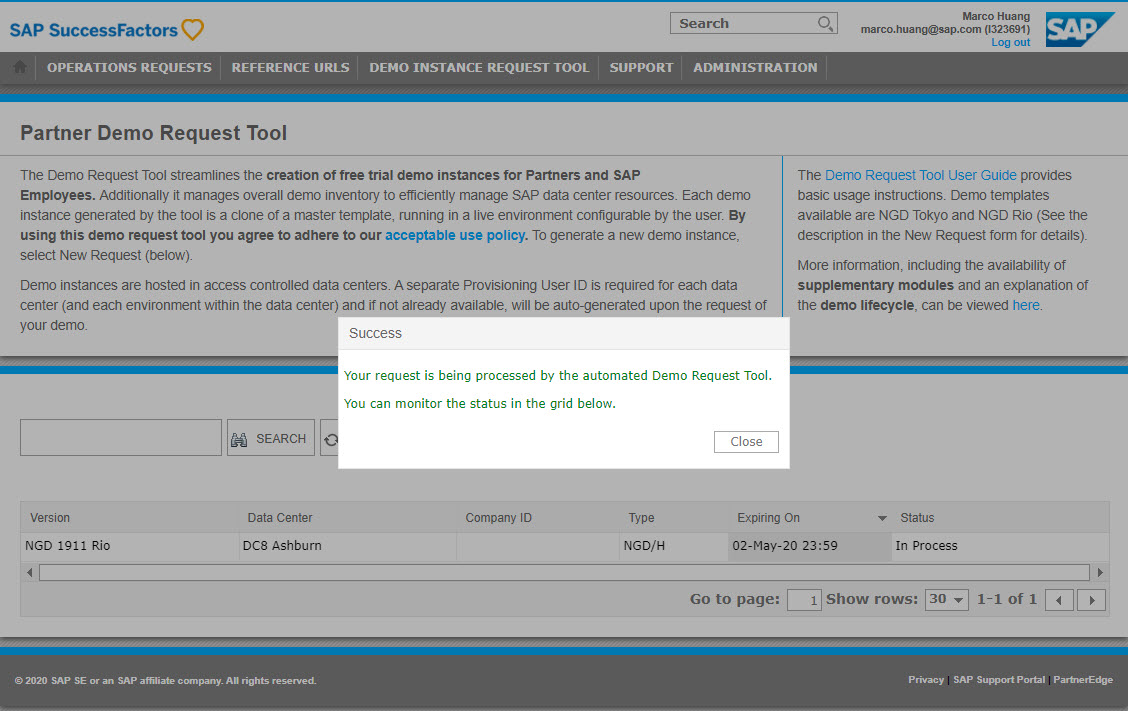 SAP SuccessFactors
Search
Marco Huang
marco.huang@sap.com (I323691)
Log out
SAP
OPERATIONS REQUESTS
REFERENCE URLS
DEMO INSTANCE REQUEST TOOL
SUPPORT
ADMINISTRATION
Partner Demo Request Tool
The Demo Request Tool streamlines the creation of free trial demo instances for Partners and SAP
Employees. Additionally it manages overall demo inventory to efficiently manage SAP data center resources. Each demo
instance generated by the tool is a clone of a master template, running in a live environment configurable by the user. By
using this demo request tool you agree to adhere to our acceptable use policy. To generate a new demo instance,
select New Request (below).
Demo instances are hosted in access controlled data centers. A separate Provisioning User ID is required for each data
center (and each environment within the data center) and if not already available, will be auto-generated upon the request of
your demo.
The Demo Request Tool User Guide provides
basic usage instructions. Demo templates
available are NGD Tokyo and NGD Rio (See the
description in the New Request form for details).
More information, including the availability of
supplementary modules and an explanation of
the demo lifecycle, can be viewed here.
Success
Your request is being processed by the automated Demo Request Tool.
You can monitor the status in the grid below.
Close
SEARCH
Version Data Center Company ID Type Expiring On Status
NGD 1911 Rio DC8 Ashburn NGD/H 02-May-20 23:59 In Process
Go to page: 1 Show rows: 30 1-1 of 1
© 2020 SAP SE or an SAP affiliate company. All rights reserved.
Privacy | SAP Support Portal | PartnerEdge